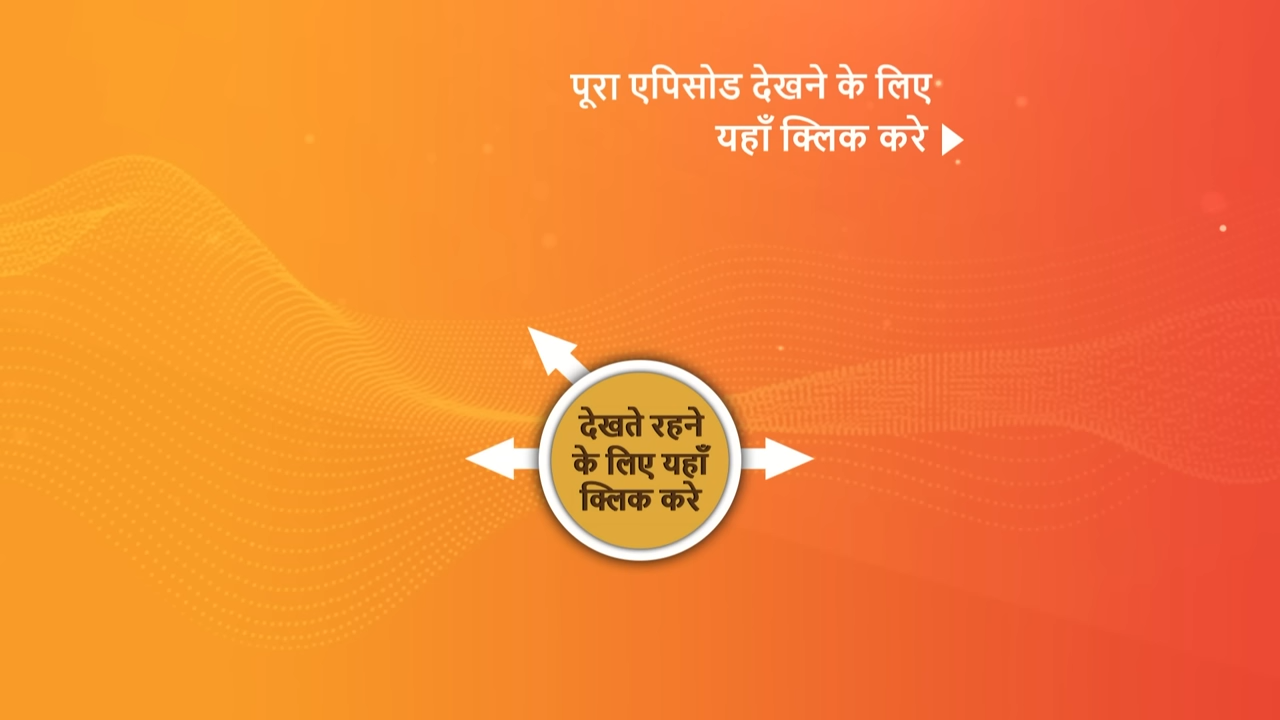 पूरा एपिसोड देखने के लिए
यहाँ क्लिक करे
देखते रहने
के लिए यहाँ
क्लिक करे